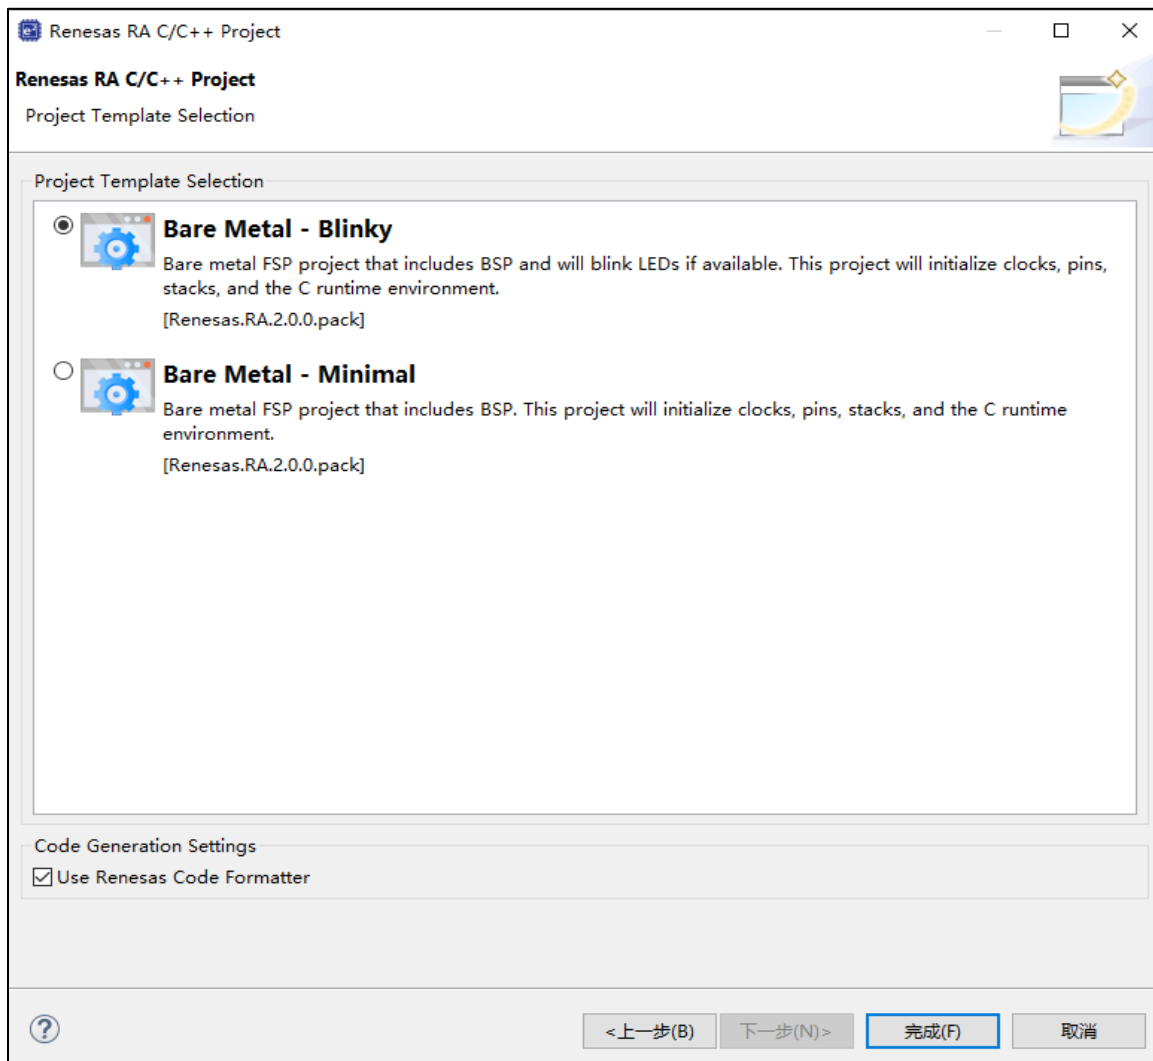 Renesas RA C/C++ Project
Renesas RA C/C++ Project
Project Template Selection
Project Template Selection
Bare Metal - Blinky
Bare metal FSP project that includes BSP and will blink LEDs if available. This project will initialize clocks, pins,
stacks, and the C runtime environment.
[Renesas.RA.2.0.0.pack]
Bare Metal - Minimal
Bare metal FSP project that includes BSP. This project will initialize clocks, pins, stacks, and the C runtime
environment.
[Renesas.RA.2.0.0.pack]
Code Generation Settings
Use Renesas Code Formatter
<上一步(B) 下一步(N)> 完成(F) 取消